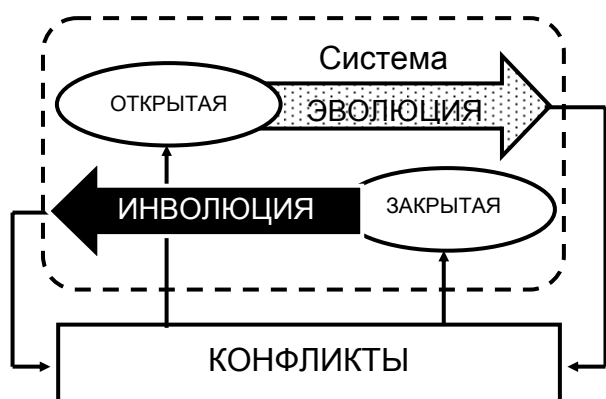 Система
ОТКРЫТАЯ
ЭВОЛЮЦИЯ
ИНВОЛЮЦИЯ
ЗАКРЫТАЯ
КОНФЛИКТЫ